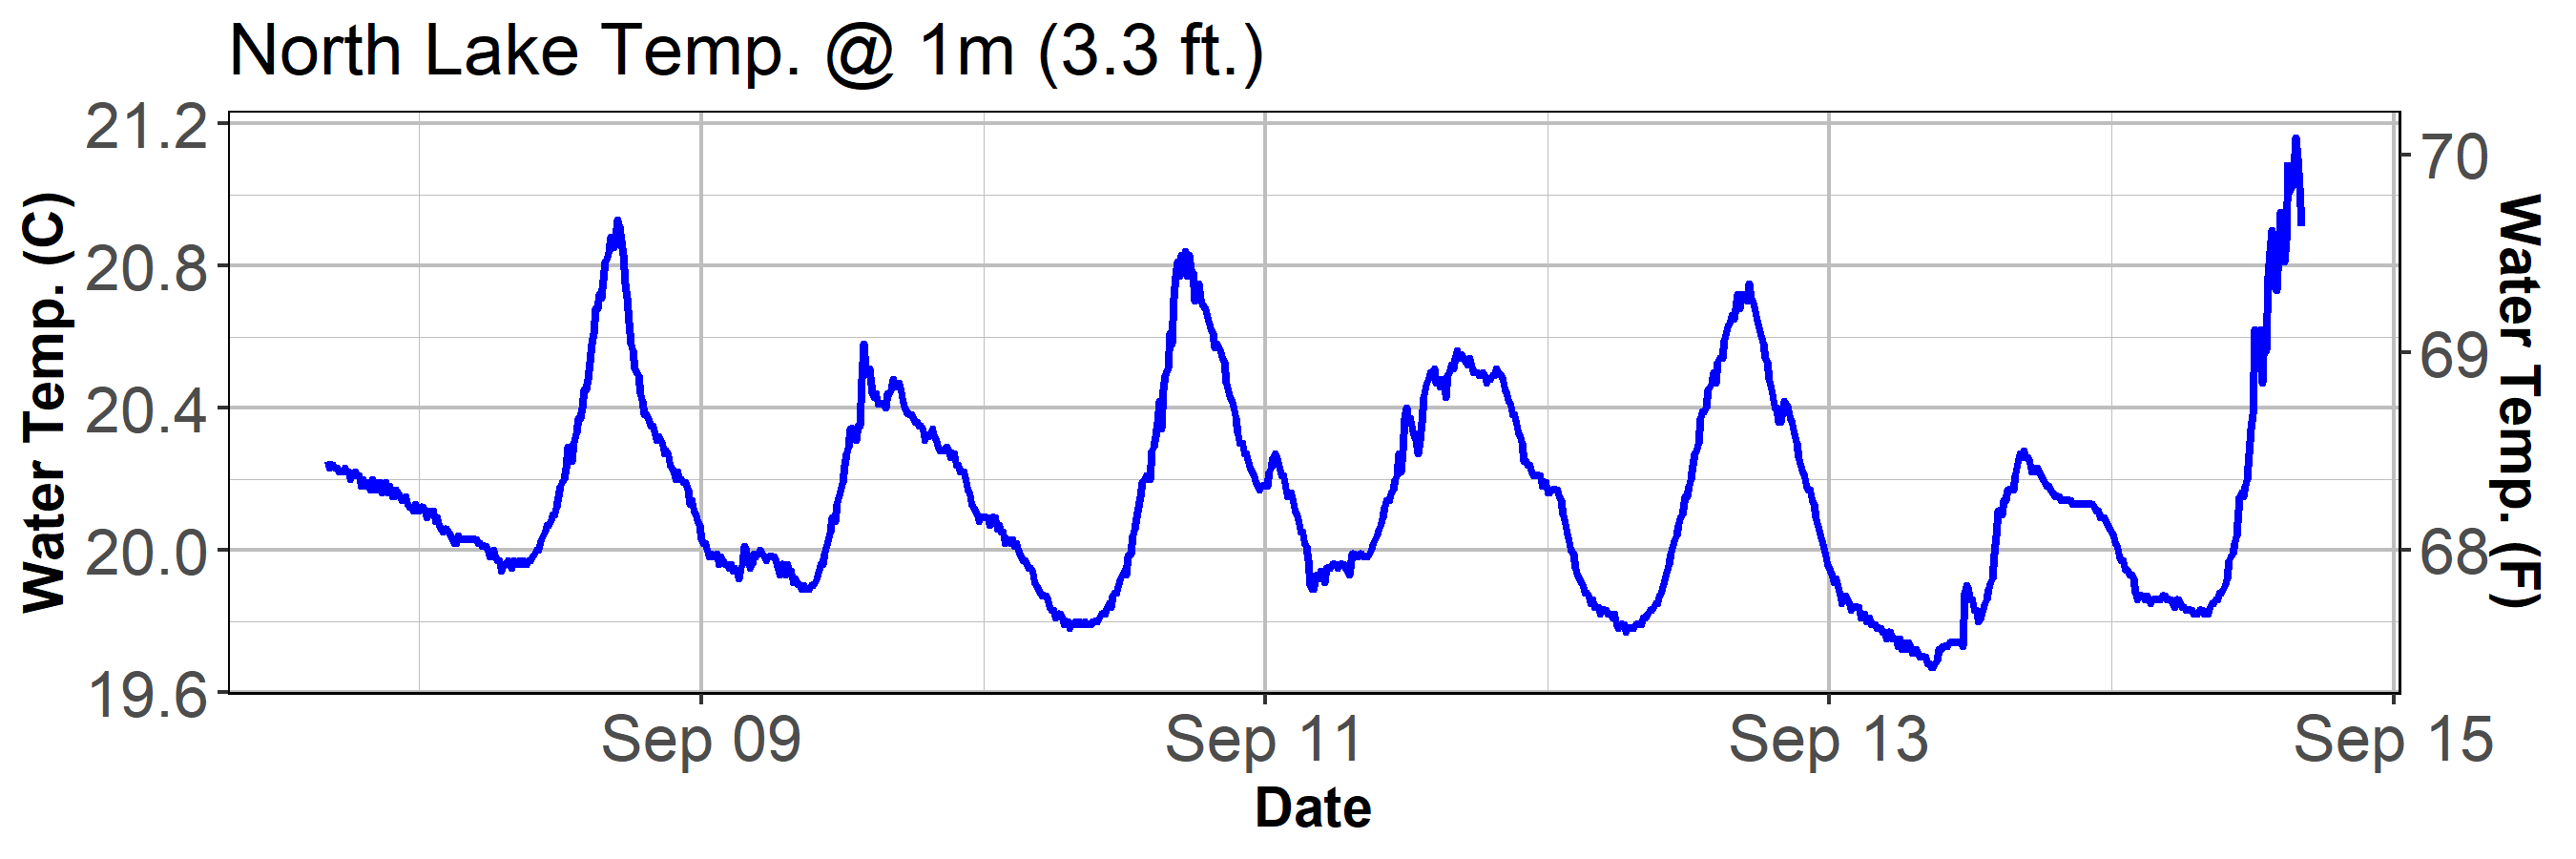 North Lake Temp. @ 1m (3.3 ft.)
Water Temp. (C)
21.2
20.8
20.4
20.0
19.6
70
69
68
Water Temp. (F)
Sep 09 Sep 11 Sep 13 Sep 15
Date